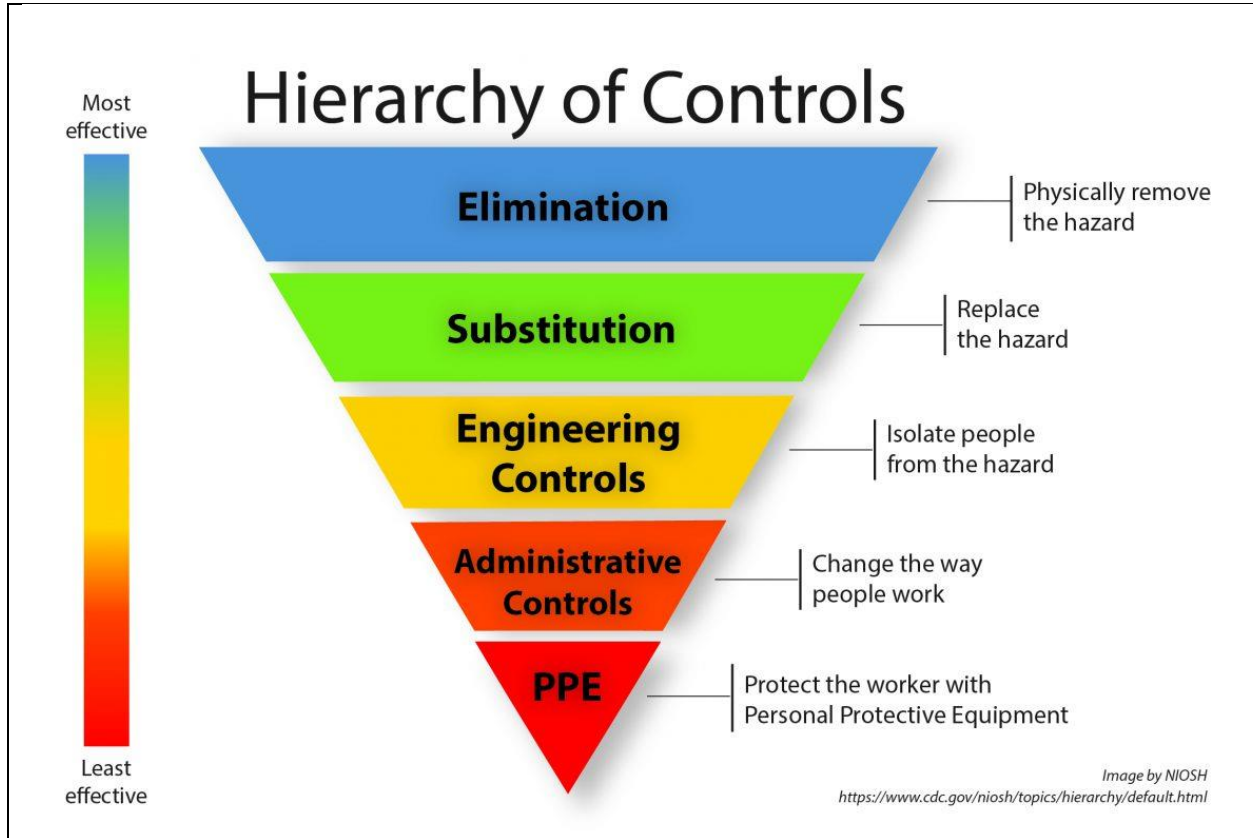 Hierarchy of Controls
Most
effective
Elimination
Physically remove
the hazard
Substitution
Replace
the hazard
Engineering
Controls
Isolate people
from the hazard
Administrative
Controls
Change the way
people work
PPE
Protect the worker with
Personal Protective Equipment
Least
effective
Image by NIOSH
https://www.cdc.gov/niosh/topics/hierarchy/default.html